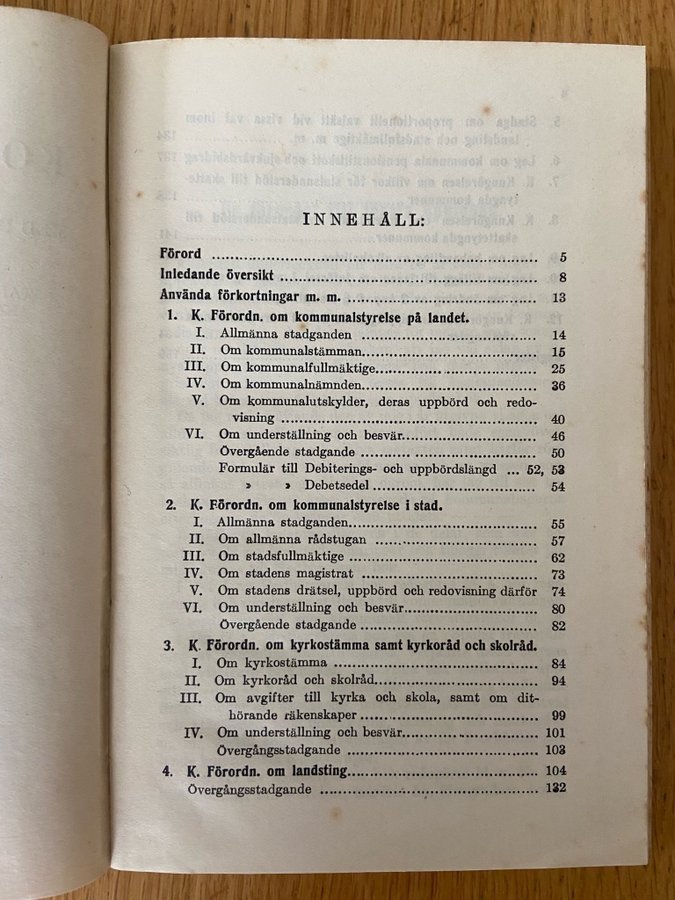 INNEHÅLL:
Förord ........ 5
Inledande översikt ........ 8
Använda förkortningar m. m. ........ 13
1. K. Förordn. om kommunalstyrelse på landet.
I. Allmänna stadganden ........ 14
II. Om kommunalstämman ........ 15
III. Om kommunalfullmäktige ........ 25
IV. Om kommunalnämnden ........ 36
V. Om kommunalutskylder, deras uppbörd och redo-
visning ........ 40
VI. Om underställning och besvär ........ 46
Övergående stadgande ........ 50
Formulär till Debiterings- och uppbördslängd ... 52, 53
» » Debetsedel ........ 54
2. K. Förordn. om kommunalstyrelse i stad.
I. Allmänna stadganden ........ 55
II. Om allmänna rådstugan ........ 57
III. Om stadsfullmäktige ........ 62
IV. Om stadens magistrat ........ 73
V. Om stadens drätsel, uppbörd och redovisning därför 74
VI. Om underställning och besvär ........ 80
Övergående stadgande ........ 82
3. K. Förordn. om kyrkostämma samt kyrkoråd och skolråd.
I. Om kyrkostämma ........ 84
II. Om kyrkoråd och skolråd ........ 94
III. Om avgifter till kyrka och skola, samt om dit-
hörande räkenskaper ........ 99
IV. Om underställning och besvär ........ 101
Övergångsstadgande ........ 103
4. K. Förordn. om landsting ........ 104
Övergångsstadgande ........ 132